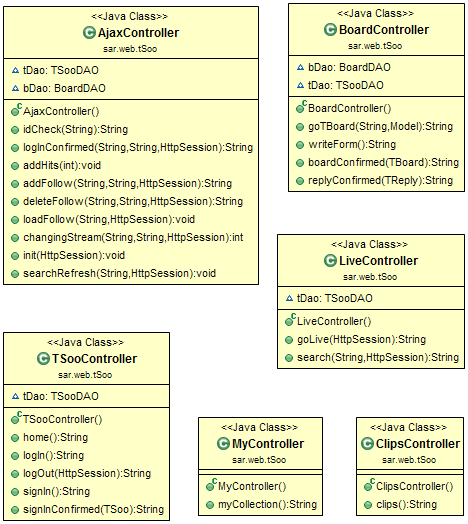 <<Java Class>>
AjaxController
sar.web.tSoo
tDao: TSooDAO
bDao: BoardDAO
AjaxController()
idCheck(String):String
logInConfirmed(String,String,HttpSession):String
addHits(int):void
addFollow(String,String,HttpSession):String
deleteFollow(String,String,HttpSession):String
loadFollow(String,HttpSession):void
changingStream(String,String,HttpSession):int
init(HttpSession):void
searchRefresh(String,HttpSession):void
<<Java Class>>
BoardController
sar.web.tSoo
bDao: BoardDAO
tDao: TSooDAO
BoardController()
goTBoard(String,Model):String
writeForm():String
boardConfirmed(TBoard):String
replyConfirmed(TReply):String
<<Java Class>>
LiveController
sar.web.tSoo
tDao: TSooDAO
LiveController()
goLive(HttpSession):String
search(String,HttpSession):String
<<Java Class>>
TSooController
sar.web.tSoo
tDao: TSooDAO
TSooController()
home():String
logIn():String
logOut(HttpSession):String
signIn():String
signInConfirmed(TSoo):String
<<Java Class>>
MyController
sar.web.tSoo
MyController()
myCollection():String
<<Java Class>>
ClipsController
sar.web.tSoo
ClipsController()
clips():String